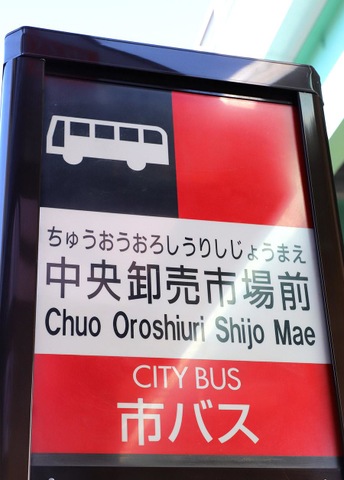 ちゅうおうおろしうりしじょうまえ
中央卸売市場前
Chuo Oroshiuri Shijo Mae
CITY BUS
市バス